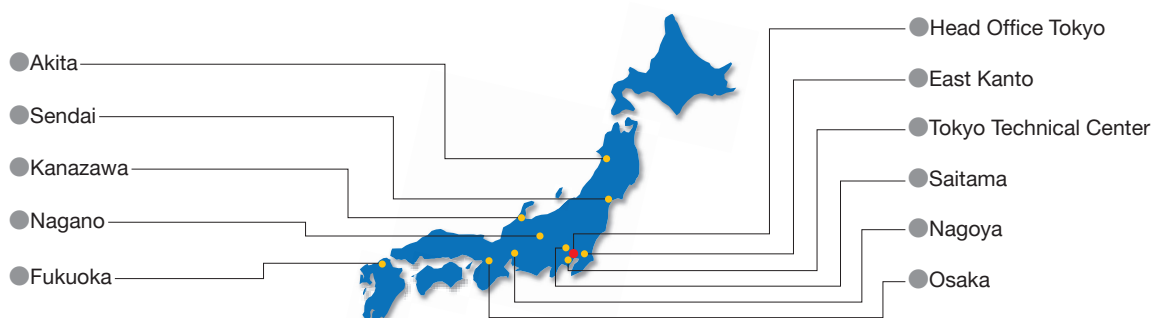 Akita
Sendai
Kanazawa
Nagano
Fukuoka
Head Office Tokyo
East Kanto
Tokyo Technical Center
Saitama
Nagoya
Osaka